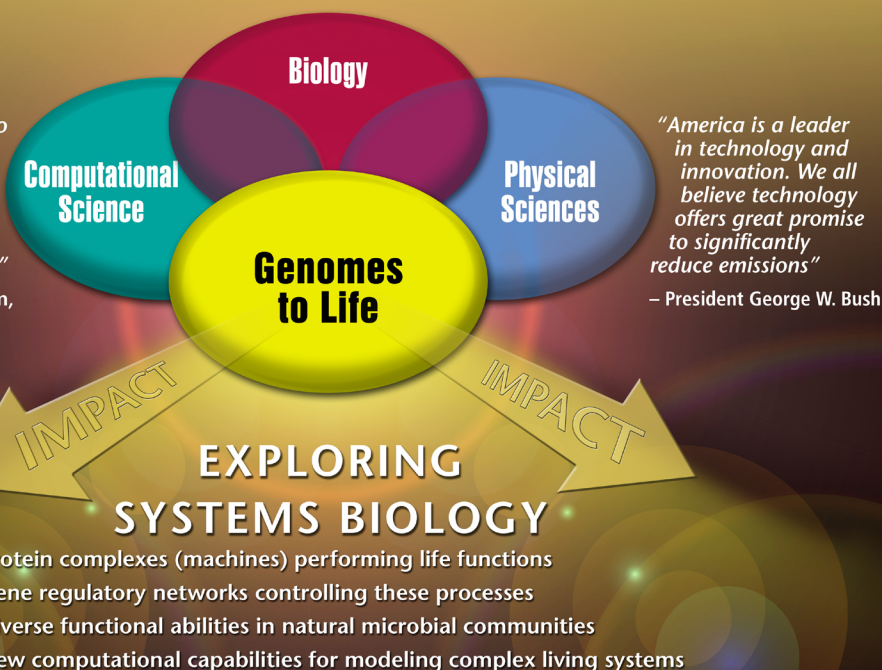 Biology
Computational
Science
Physical
Sciences
Genomes
to Life
o
”
n,
“America is a leader
in technology and
innovation. We all
believe technology
offers great promise
to significantly
reduce emissions”
– President George W. Bush
IMPACT
IMPACT
EXPLORING
SYSTEMS BIOLOGY
otein complexes (machines) performing life functions
ene regulatory networks controlling these processes
verse functional abilities in natural microbial communities
ew computational capabilities for modeling complex living systems